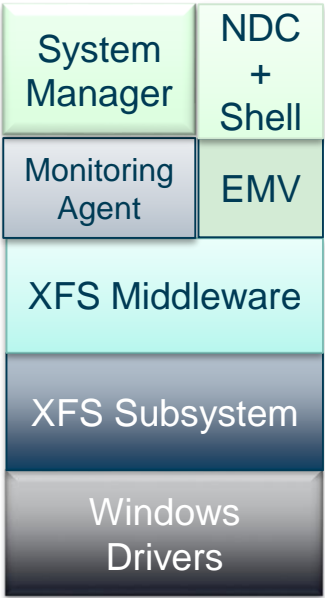 System
Manager
NDC
+
Shell
Monitoring
Agent
EMV
XFS Middleware
XFS Subsystem
Windows
Drivers